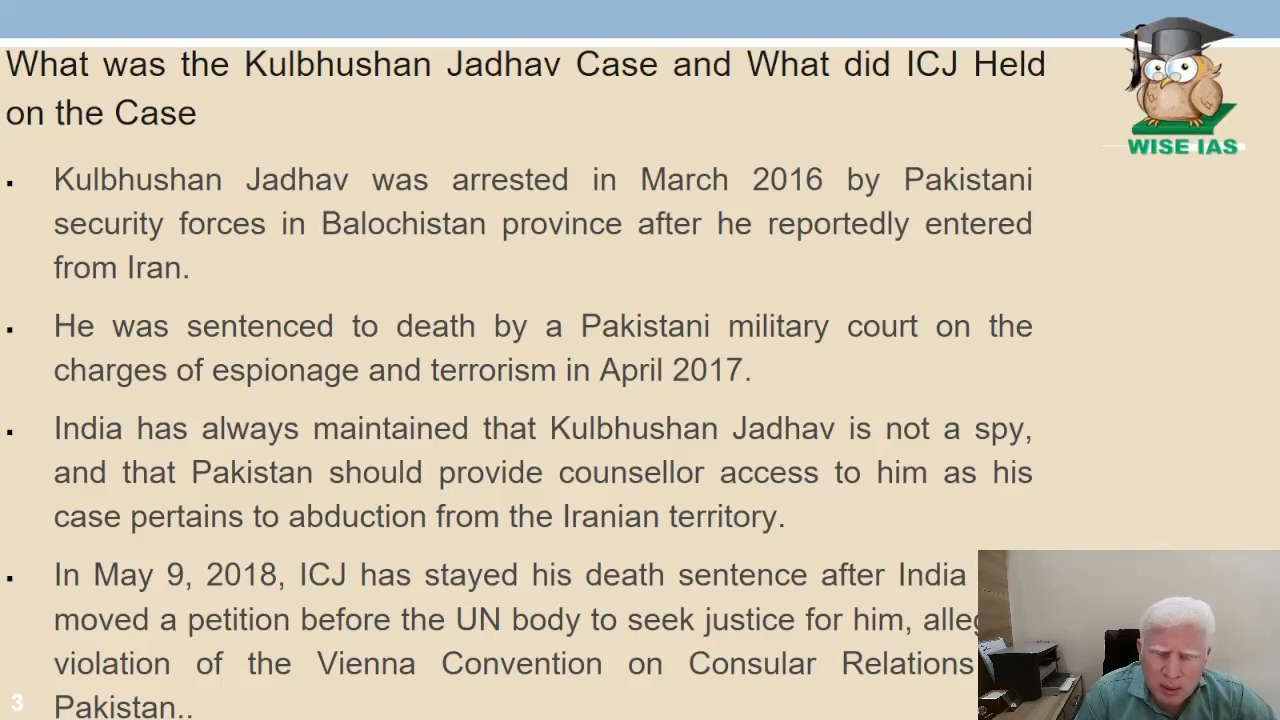 What was the Kulbhushan Jadhav Case and What did ICJ Held
on the Case
WISE IAS
▪ Kulbhushan Jadhav was arrested in March 2016 by Pakistani
security forces in Balochistan province after he reportedly entered
from Iran.
▪ He was sentenced to death by a Pakistani military court on the
charges of espionage and terrorism in April 2017.
▪ India has always maintained that Kulbhushan Jadhav is not a spy,
and that Pakistan should provide counsellor access to him as his
case pertains to abduction from the Iranian territory.
▪ In May 9, 2018, ICJ has stayed his death sentence after India
moved a petition before the UN body to seek justice for him,
violation of the Vienna Convention on Consular Relations
Pakistan..
3